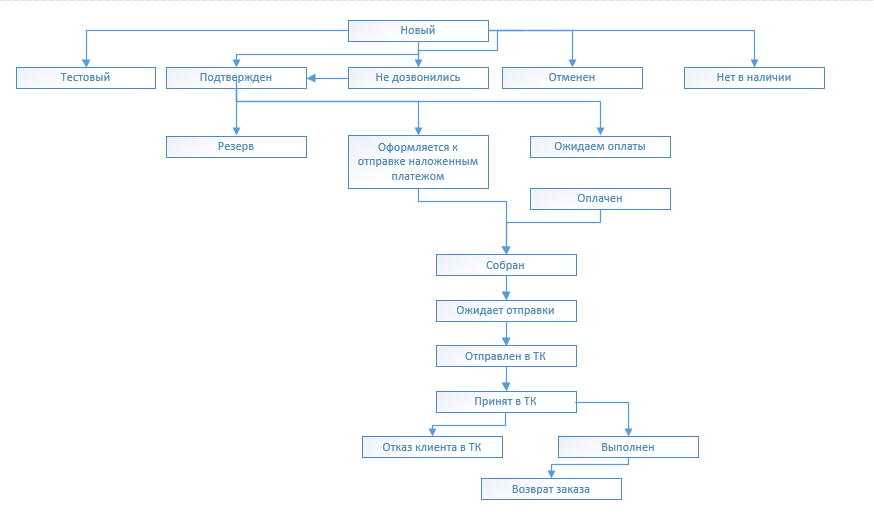 Новый
Тестовый
Подтвержден
Не дозвонились
Отменен
Нет в наличии
Резерв
Оформляется к
отправке наложенным
платежом
Ожидаем оплаты
Оплачен
Собран
Ожидает отправки
Отправлен в ТК
Принят в ТК
Отказ клиента в ТК
Выполнен
Возврат заказа